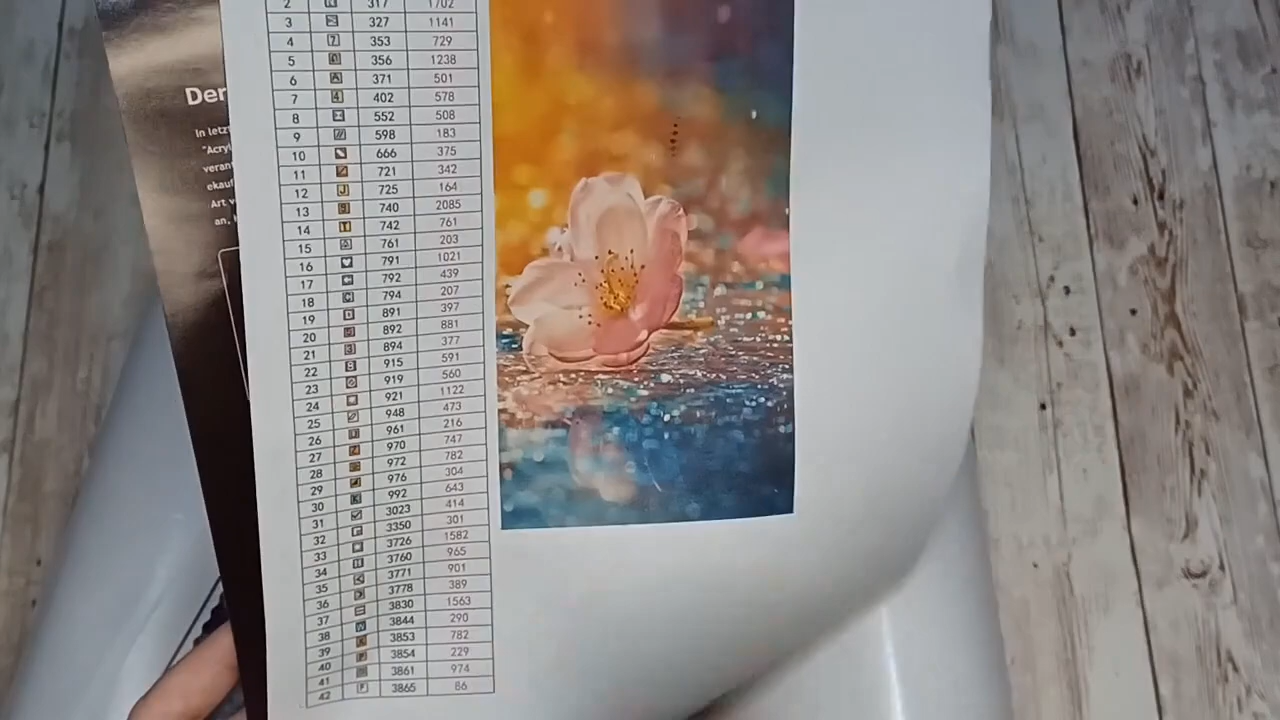 Der
In letz
"Acryl
veran
ekauf
Art v
an,
2 317 1702
3 327 1141
4 7 353 729
5 356 1238
6 371 501
7 4 402 578
8 552 508
9 598 183
10 666 375
11 721 342
12 J 725 164
13 9 740 2085
14 742 761
15 761 203
16 791 1021
17 792 439
18 794 207
19 D 891 397
20 892 881
21 3 894 377
22 915 591
23 919 560
24 921 1122
25 948 473
26 961 216
27 970 747
28 972 782
29 976 304
30 K 992 643
31 3023 414
32 3350 301
33 3726 1582
34 3760 965
35 3771 901
36 3778 389
37 3830 1563
38 W 3844 290
39 3853 782
40 3854 229
41 3861 974
42 F 3865 86